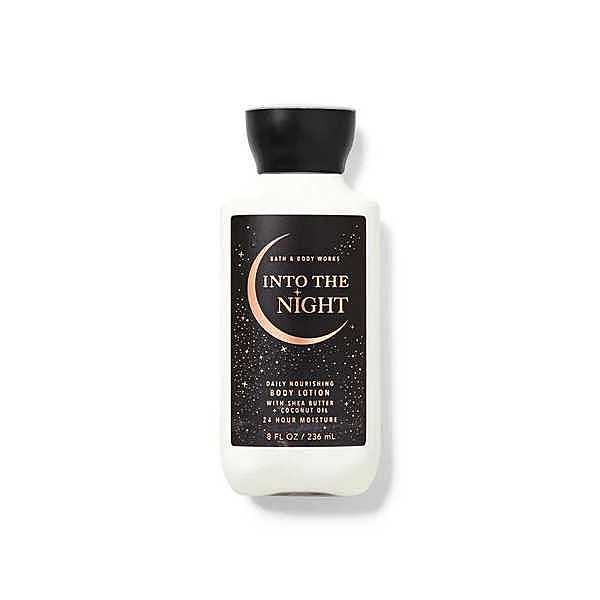 BATH & BODY WORKS
INTO THE
NIGHT
DAILY NOURISHING
BODY LOTION
WITH SHEA BUTTER
+ COCONUT OIL
24 HOUR MOISTURE
8 FL OZ / 236 mL